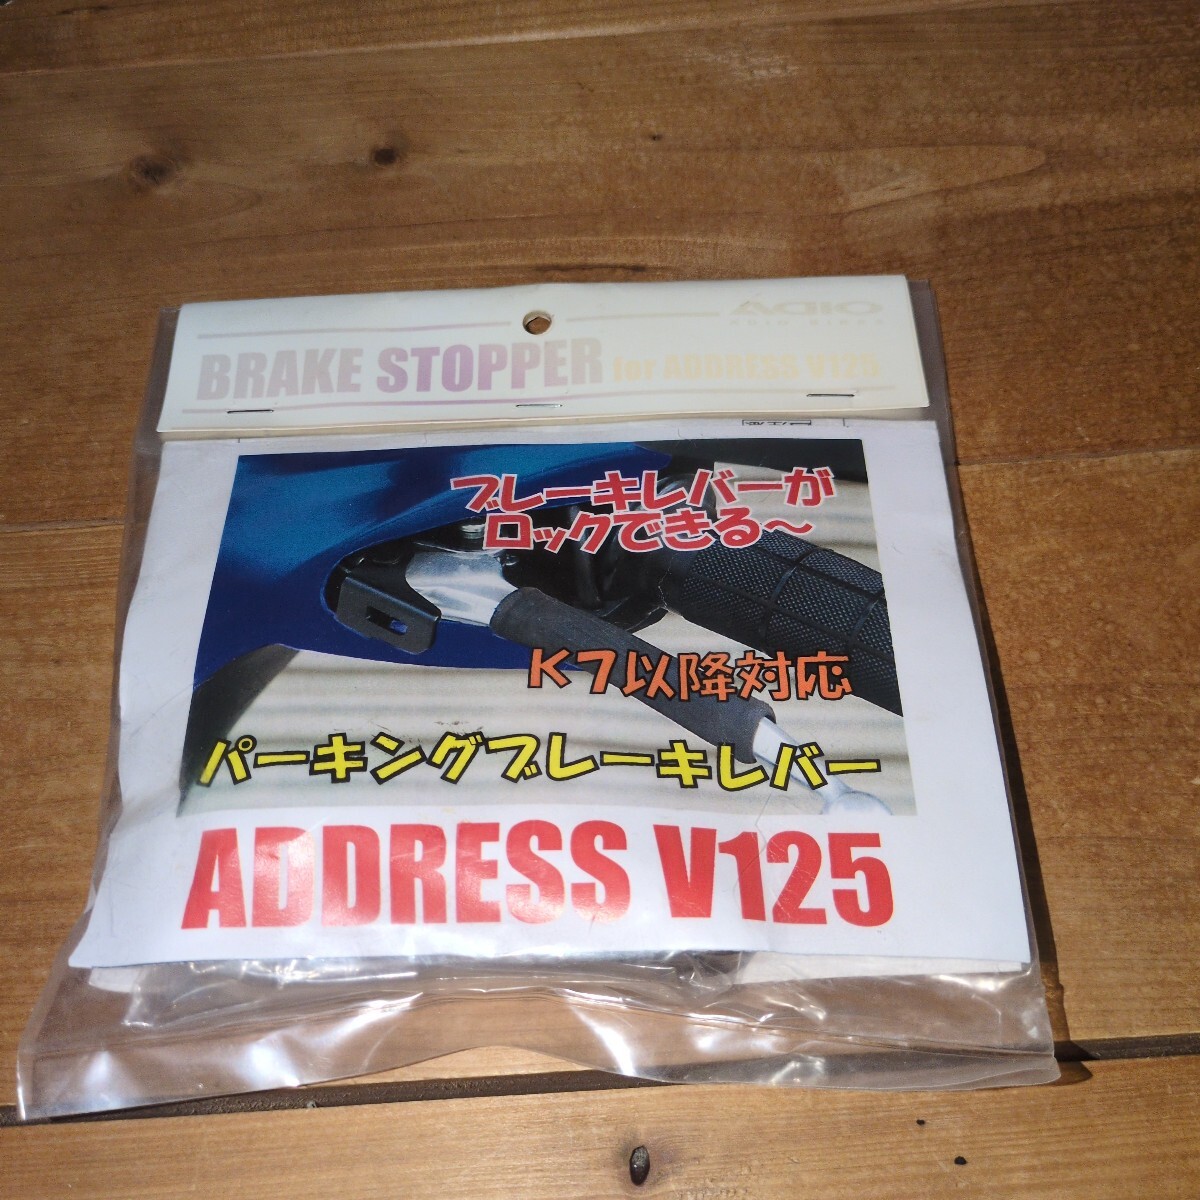 ADIO
BRAKE STOPPER for ADDRESS V125
ブレーキレバーが
ロックできる～
K7以降対応
パーキングブレーキレバー
ADDRESS V125